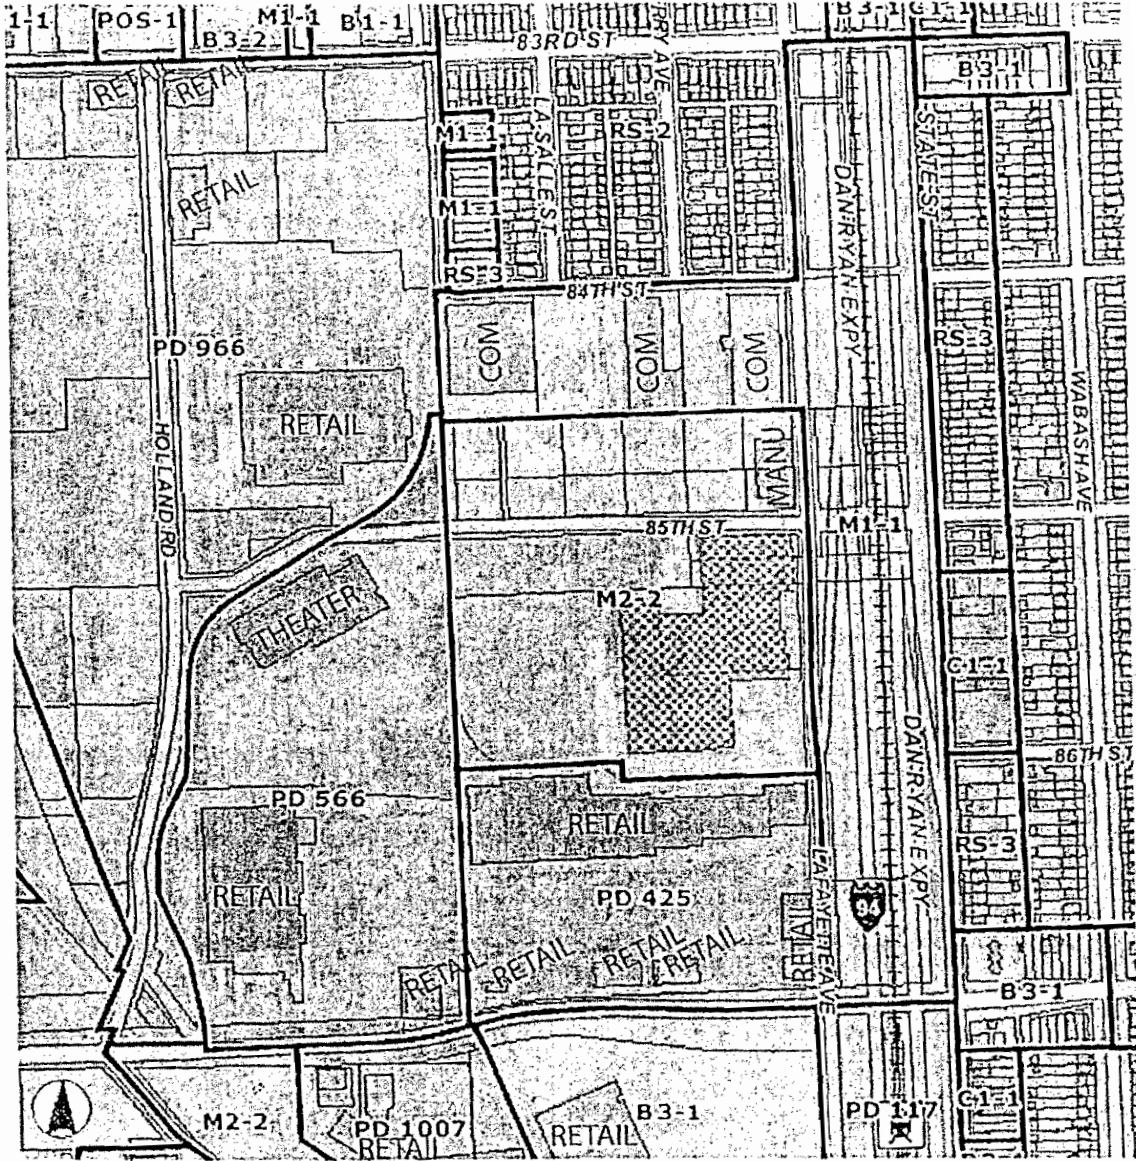 1-1
POS-1
M1-1
B1-1
B3-1
C1-1
B3-2
83RD ST
RETAIL
RETAIL
B3-1
M1-1
LA SALLE ST
RS-2
STATE ST
RETAIL
M1-1
DAN RYAN EXPY
RS-3
84TH ST
PD 966
COM
COM
COM
RS-3
WABASH AVE
RETAIL
HOLLAND RD
MANU
85TH ST
M1-1
THEATER
M2-2
C1-1
DAN RYAN EXPY
86TH ST
PD 566
RETAIL
RS-3
LAFAYETTE AVE
RETAIL
PD 425
RETAIL
RETAIL
RETAIL
RETAIL
RETAIL
B3-1
M2-2
PD 1007
RETAIL
RETAIL
B3-1
PD 117
C1-1